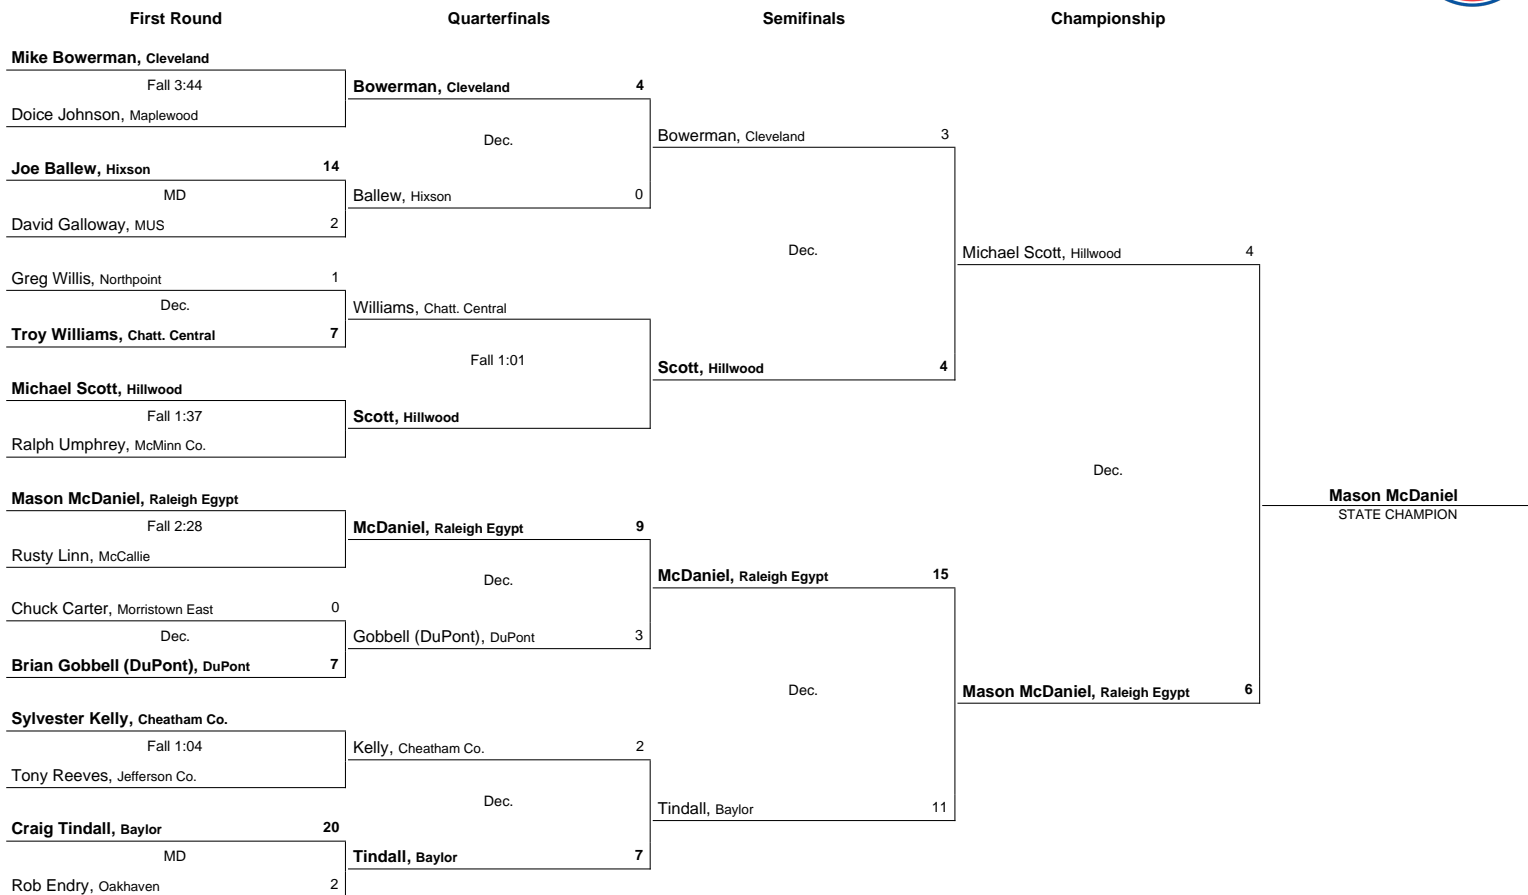 First Round Quarterfinals Semifinals Championship
Mike Bowerman, Cleveland
Fall 3:44
Doice Johnson, Maplewood
Joe Ballew, Hixson 14
MD
David Galloway, MUS 2
Greg Willis, Northpoint 1
Dec.
Troy Williams, Chatt. Central 7
Michael Scott, Hillwood
Fall 1:37
Ralph Umphrey, McMinn Co.
Mason McDaniel, Raleigh Egypt
Fall 2:28
Rusty Linn, McCallie
Chuck Carter, Morristown East 0
Dec.
Brian Gobbell (DuPont), DuPont 7
Sylvester Kelly, Cheatham Co.
Fall 1:04
Tony Reeves, Jefferson Co.
Craig Tindall, Baylor 20
MD
Rob Endry, Oakhaven 2
Bowerman, Cleveland 4
Dec.
Ballew, Hixson 0
Williams, Chatt. Central
Fall 1:01
Scott, Hillwood
McDaniel, Raleigh Egypt 9
Dec.
Gobbell (DuPont), DuPont 3
Kelly, Cheatham Co. 2
Dec.
Tindall, Baylor 7
Bowerman, Cleveland 3
Dec.
Scott, Hillwood 4
McDaniel, Raleigh Egypt 15
Dec.
Tindall, Baylor 11
Michael Scott, Hillwood 4
Dec.
Mason McDaniel, Raleigh Egypt 6
Mason McDaniel
STATE CHAMPION